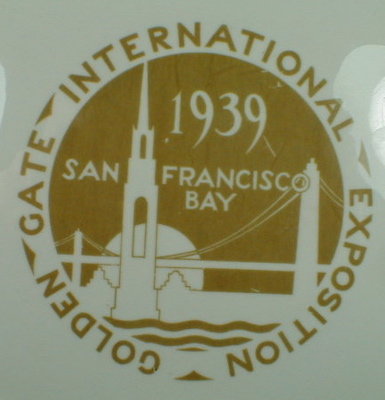 GOLDEN GATE INTERNATIONAL EXPOSITION
1939
SAN FRANCISCO
BAY